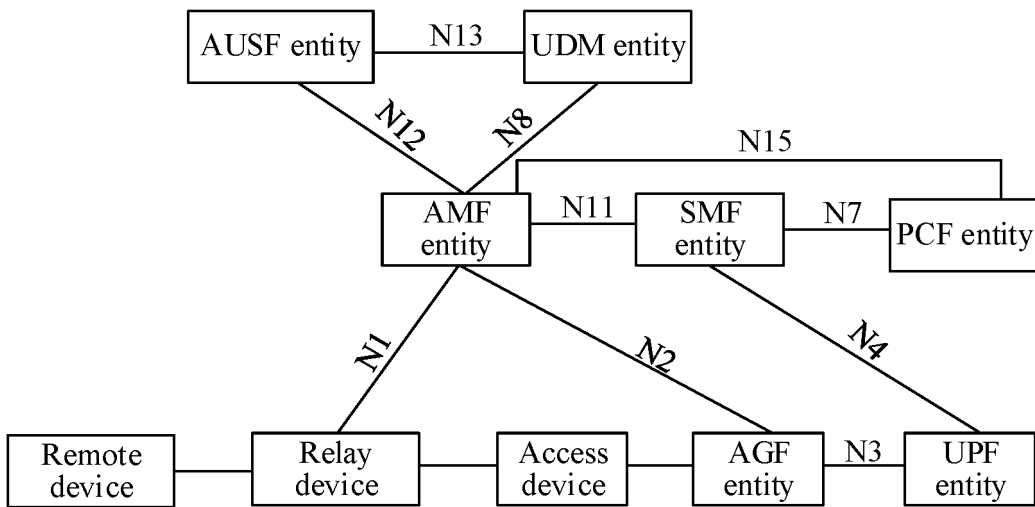 AUSF entity
N13
UDM entity
N12
N8
N15
AMF
entity
N11
SMF
entity
N7
PCF entity
N1
N2
N4
Remote
device
Relay
device
Access
device
AGF
entity
N3
UPF
entity